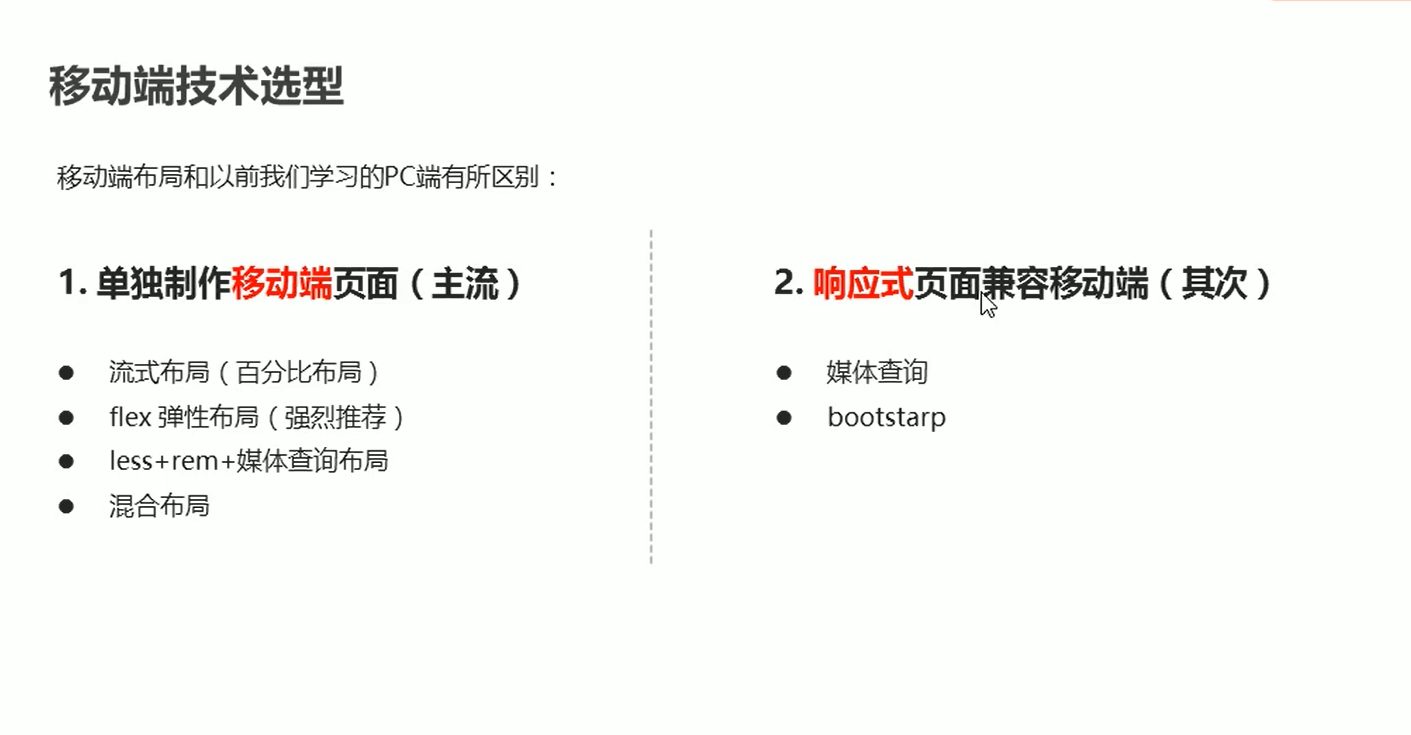 移动端技术选型
移动端布局和以前我们学习的PC端有所区别：
1. 单独制作移动端页面（主流）
● 流式布局（百分比布局）
● flex 弹性布局（强烈推荐）
● less+rem+媒体查询布局
● 混合布局
2. 响应式页面兼容移动端（其次）
● 媒体查询
● bootstarp